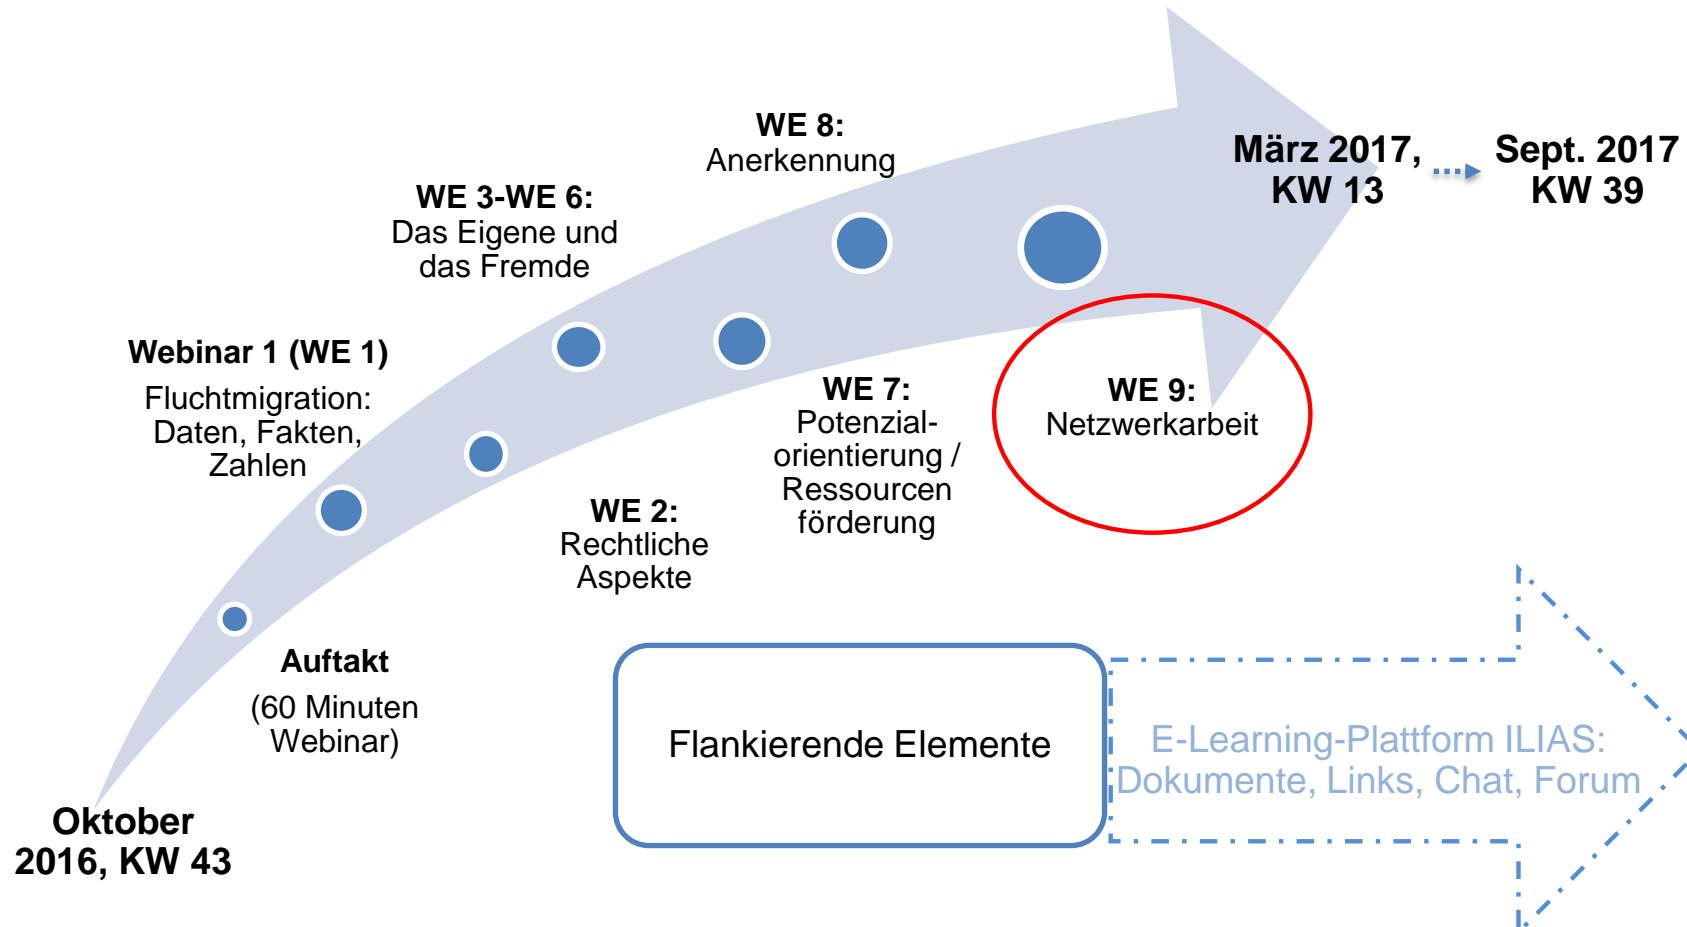 WE 8:
Anerkennung
März 2017,
KW 13
Sept. 2017
KW 39
WE 3-WE 6:
Das Eigene und
das Fremde
Webinar 1 (WE 1)
Fluchtmigration:
Daten, Fakten,
Zahlen
WE 7:
Potenzial-
orientierung /
Ressourcen
förderung
WE 9:
Netzwerkarbeit
WE 2:
Rechtliche
Aspekte
Auftakt
(60 Minuten
Webinar)
Flankierende Elemente
E-Learning-Plattform ILIAS:
Dokumente, Links, Chat, Forum
Oktober
2016, KW 43